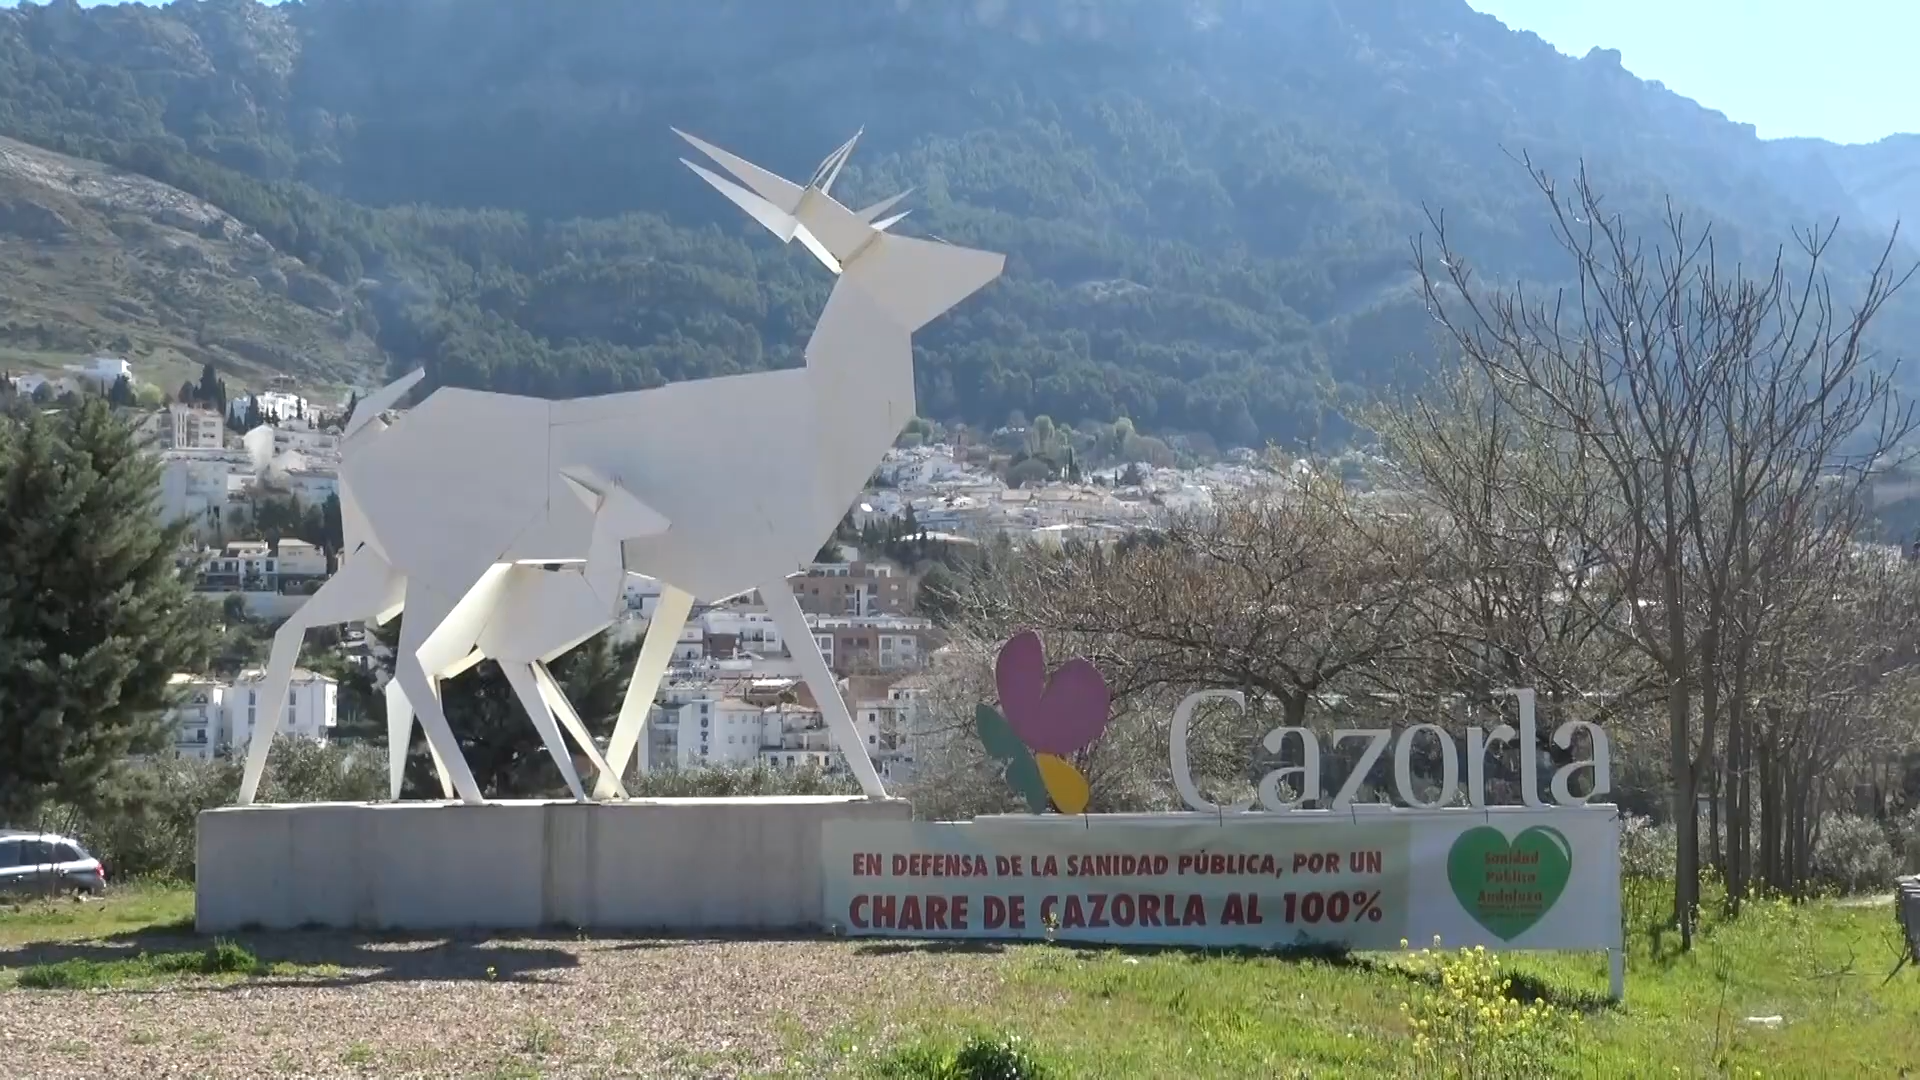 Cazorla
EN DEFENSA DE LA SANIDAD PÚBLICA, POR UN
CHARE DE CAZORLA AL 100%
Sanidad
Pública
Andaluza